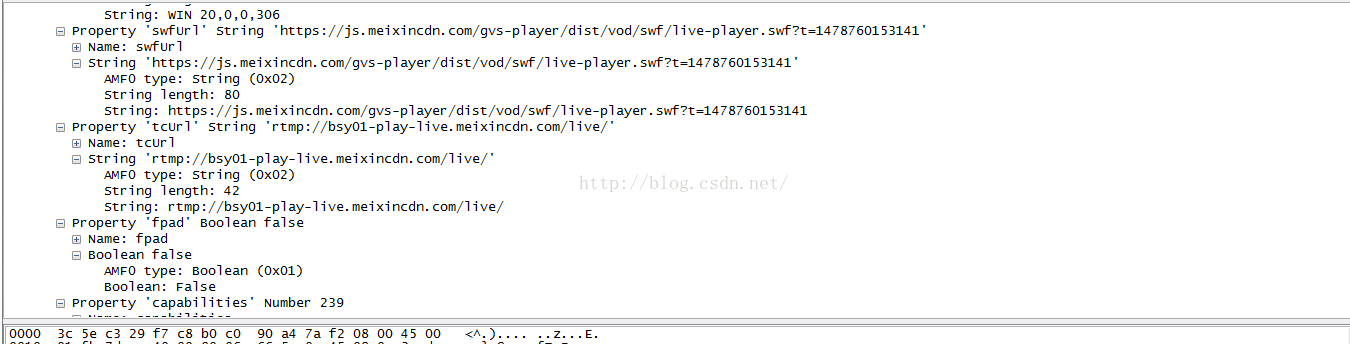 String: WIN 20,0,0,306
Property 'swfUrl' String 'https://js.meixincdn.com/gvs-player/dist/vod/swf/live-player.swf?t=1478760153141'
Name: swfUrl
String 'https://js.meixincdn.com/gvs-player/dist/vod/swf/live-player.swf?t=1478760153141'
AMF0 type: String (0x02)
String length: 80
String: https://js.meixincdn.com/gvs-player/dist/vod/swf/live-player.swf?t=1478760153141
Property 'tcUrl' String 'rtmp://bsy01-play-live.meixincdn.com/live/'
Name: tcUrl
String 'rtmp://bsy01-play-live.meixincdn.com/live/'
AMF0 type: String (0x02)
http://blog.csdn.net/
String length: 42
String: rtmp://bsy01-play-live.meixincdn.com/live/
Property 'fpad' Boolean false
Name: fpad
Boolean false
AMF0 type: Boolean (0x01)
Boolean: False
Property 'capabilities' Number 239
0000 3c 5e c3 29 f7 c8 b0 c0 90 a4 7a f2 08 00 45 00 <^.).... ..z...E.